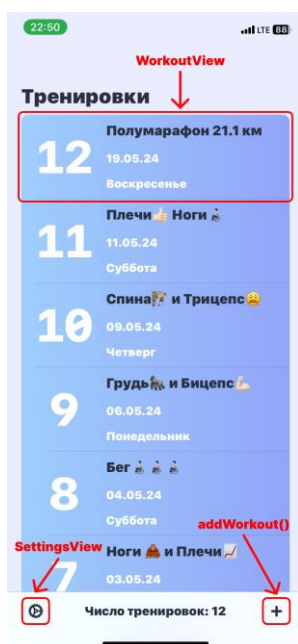 22:50
LTE 88
WorkoutView
Тренировки
Полумарафон 21.1 км
12
19.05.24
Воскресенье
Плечи👍🏻 Ноги
11
11.05.24
Суббота
Спина и Трицепс😩
10
09.05.24
Четверг
Грудь🦍 и Бицепс💪🏻
9
06.05.24
Понедельник
Бег
8
04.05.24
Суббота
addWorkout()
SettingsView
Ноги и Плечи📈
7
03.05.24
Число тренировок: 12
+